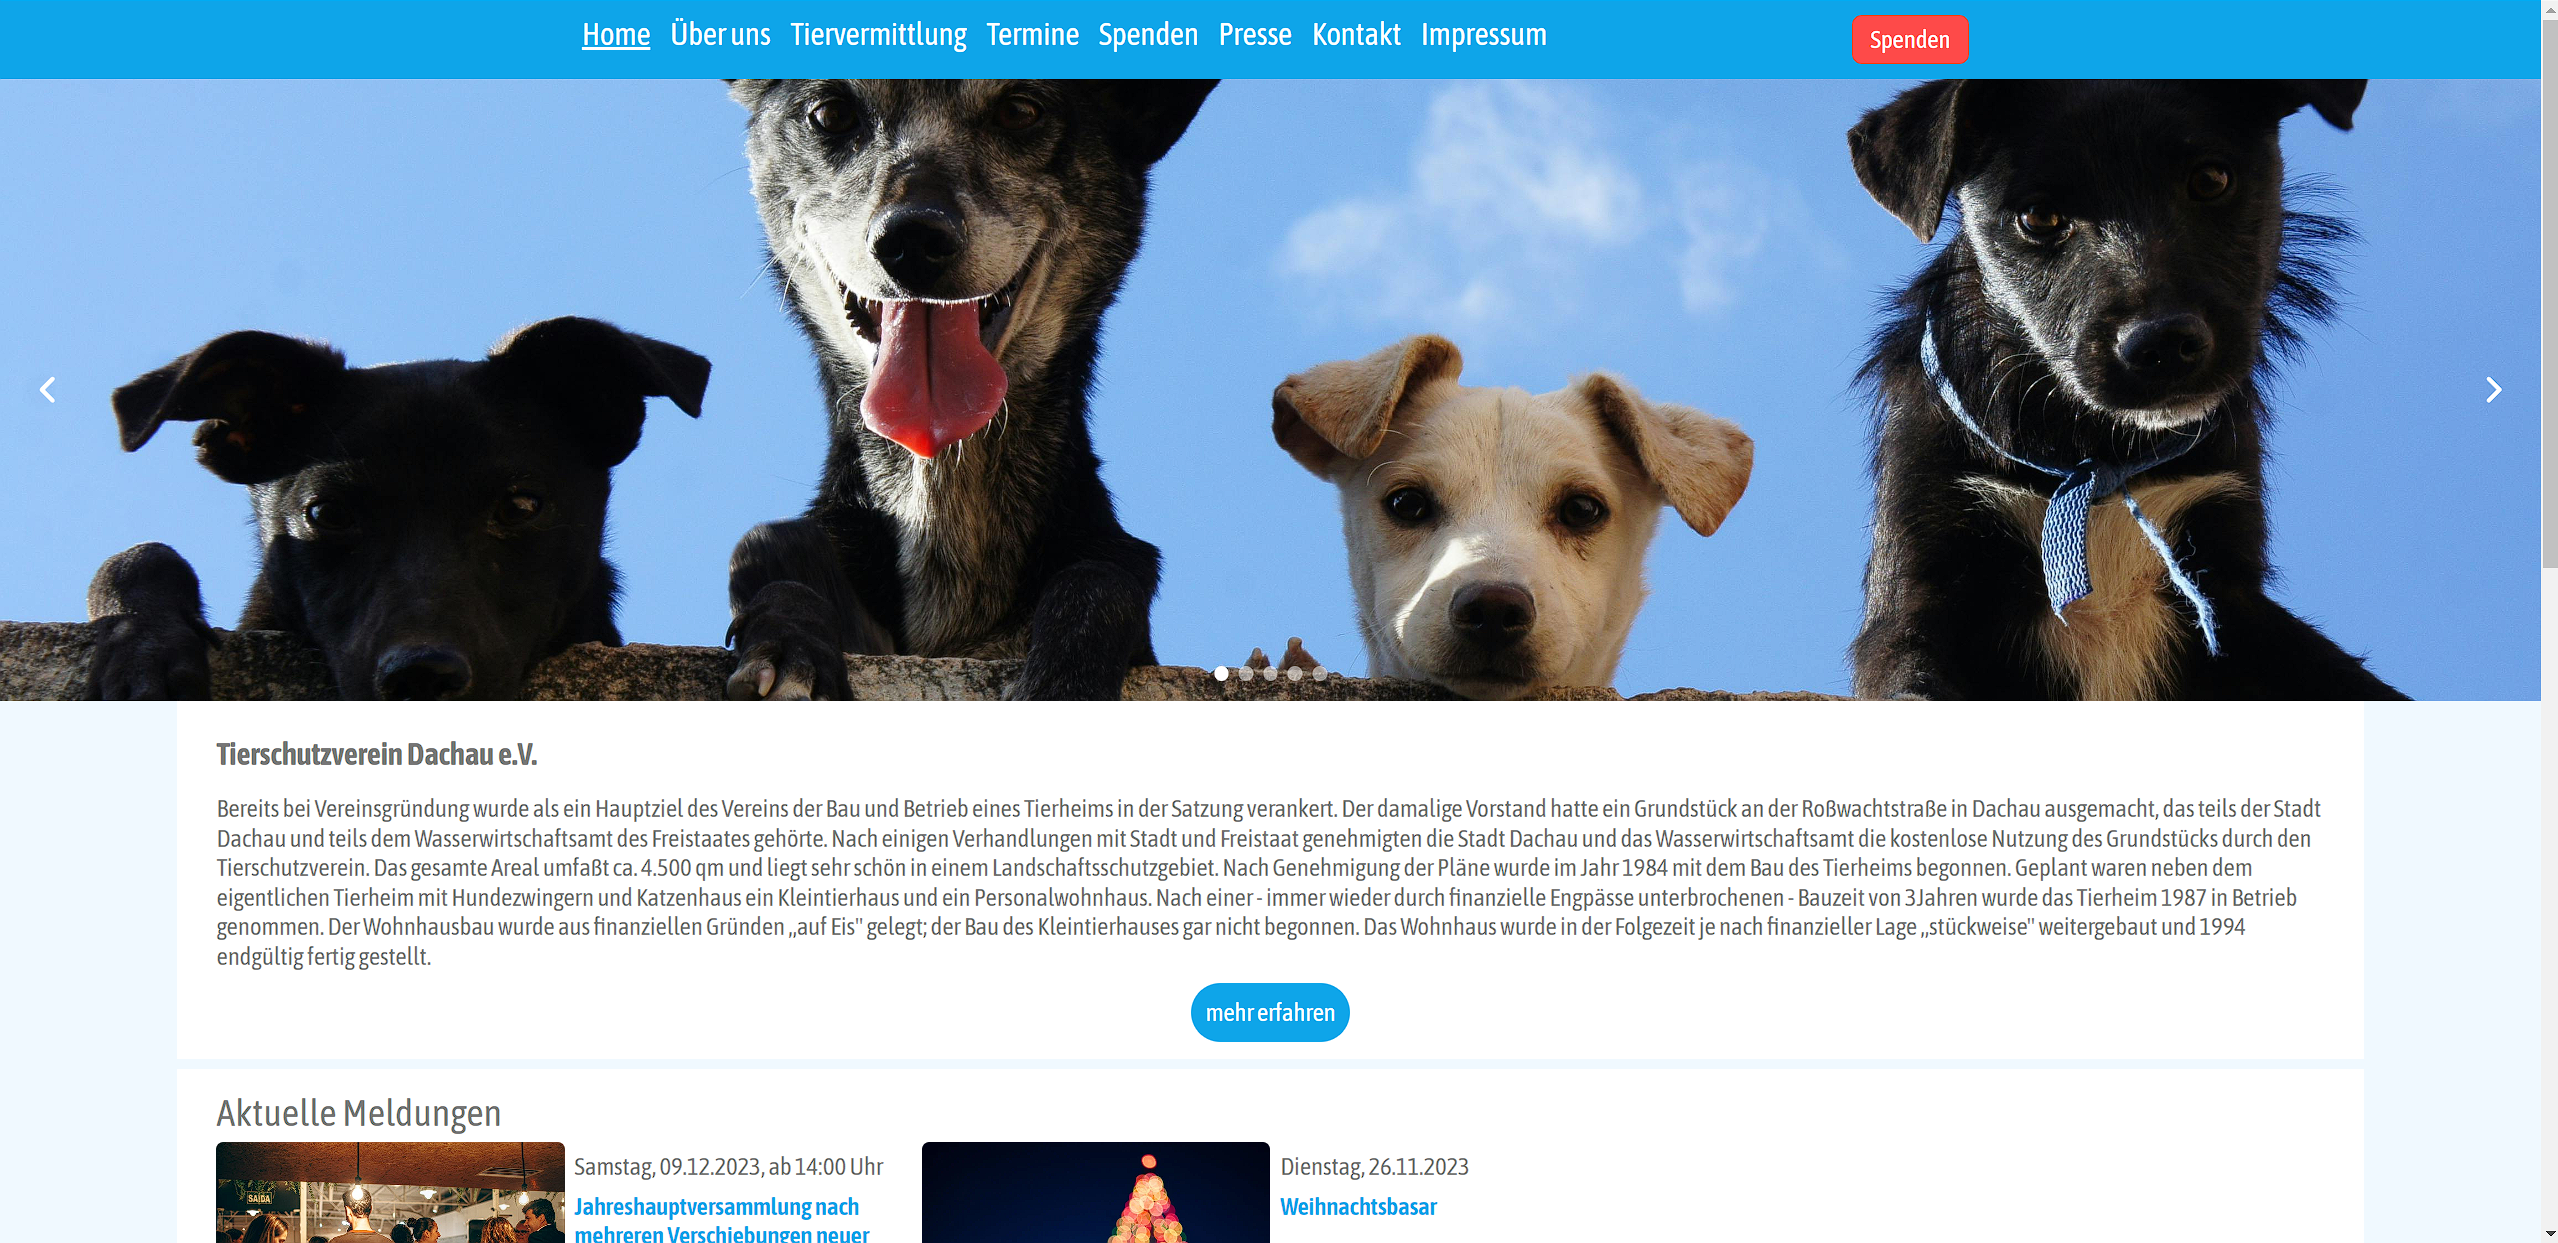 Home Über uns Tiervermittlung Termine Spenden Presse Kontakt Impressum Spenden
Tierschutzverein Dachau e.V.
Bereits bei Vereinsgründung wurde als ein Hauptziel des Vereins der Bau und Betrieb eines Tierheims in der Satzung verankert. Der damalige Vorstand hatte ein Grundstück an der Roßwachtstraße in Dachau ausgemacht, das teils der Stadt
Dachau und teils dem Wasserwirtschaftsamt des Freistaates gehörte. Nach einigen Verhandlungen mit Stadt und Freistaat genehmigten die Stadt Dachau und das Wasserwirtschaftsamt die kostenlose Nutzung des Grundstücks durch den
Tierschutzverein. Das gesamte Areal umfaßt ca. 4.500 qm und liegt sehr schön in einem Landschaftsschutzgebiet. Nach Genehmigung der Pläne wurde im Jahr 1984 mit dem Bau des Tierheims begonnen. Geplant waren neben dem
eigentlichen Tierheim mit Hundezwingern und Katzenhaus ein Kleintierhaus und ein Personalwohnhaus. Nach einer - immer wieder durch finanzielle Engpässe unterbrochenen - Bauzeit von 3Jahren wurde das Tierheim 1987 in Betrieb
genommen. Der Wohnhausbau wurde aus finanziellen Gründen „auf Eis" gelegt; der Bau des Kleintierhauses gar nicht begonnen. Das Wohnhaus wurde in der Folgezeit je nach finanzieller Lage „stückweise" weitergebaut und 1994
endgültig fertig gestellt.
mehr erfahren
Aktuelle Meldungen
SAÍDA
Samstag, 09.12.2023, ab 14:00 Uhr
Jahreshauptversammlung nach
mehreren Verschiebungen neuer
Dienstag, 26.11.2023
Weihnachtsbasar